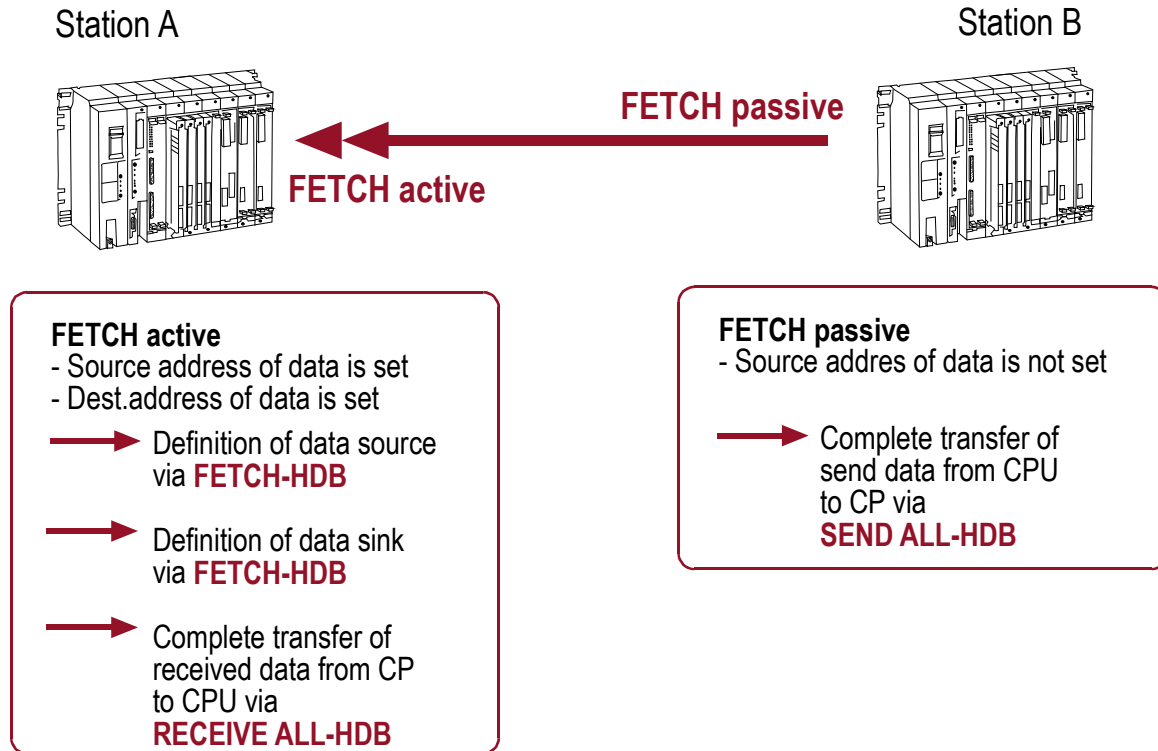 Station A
Station B
FETCH passive
FETCH active
FETCH active
- Source address of data is set
- Dest.address of data is set
Definition of data source
via FETCH-HDB
Definition of data sink
via FETCH-HDB
Complete transfer of
received data from CP
to CPU via
RECEIVE ALL-HDB
FETCH passive
- Source addres of data is not set
Complete transfer of
send data from CPU
to CP via
SEND ALL-HDB